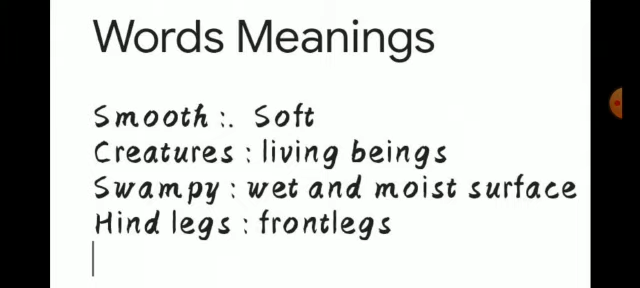 Words Meanings
Smooth :. Soft
Creatures : living beings
Swampy : wet and moist surface
Hind legs : frontlegs